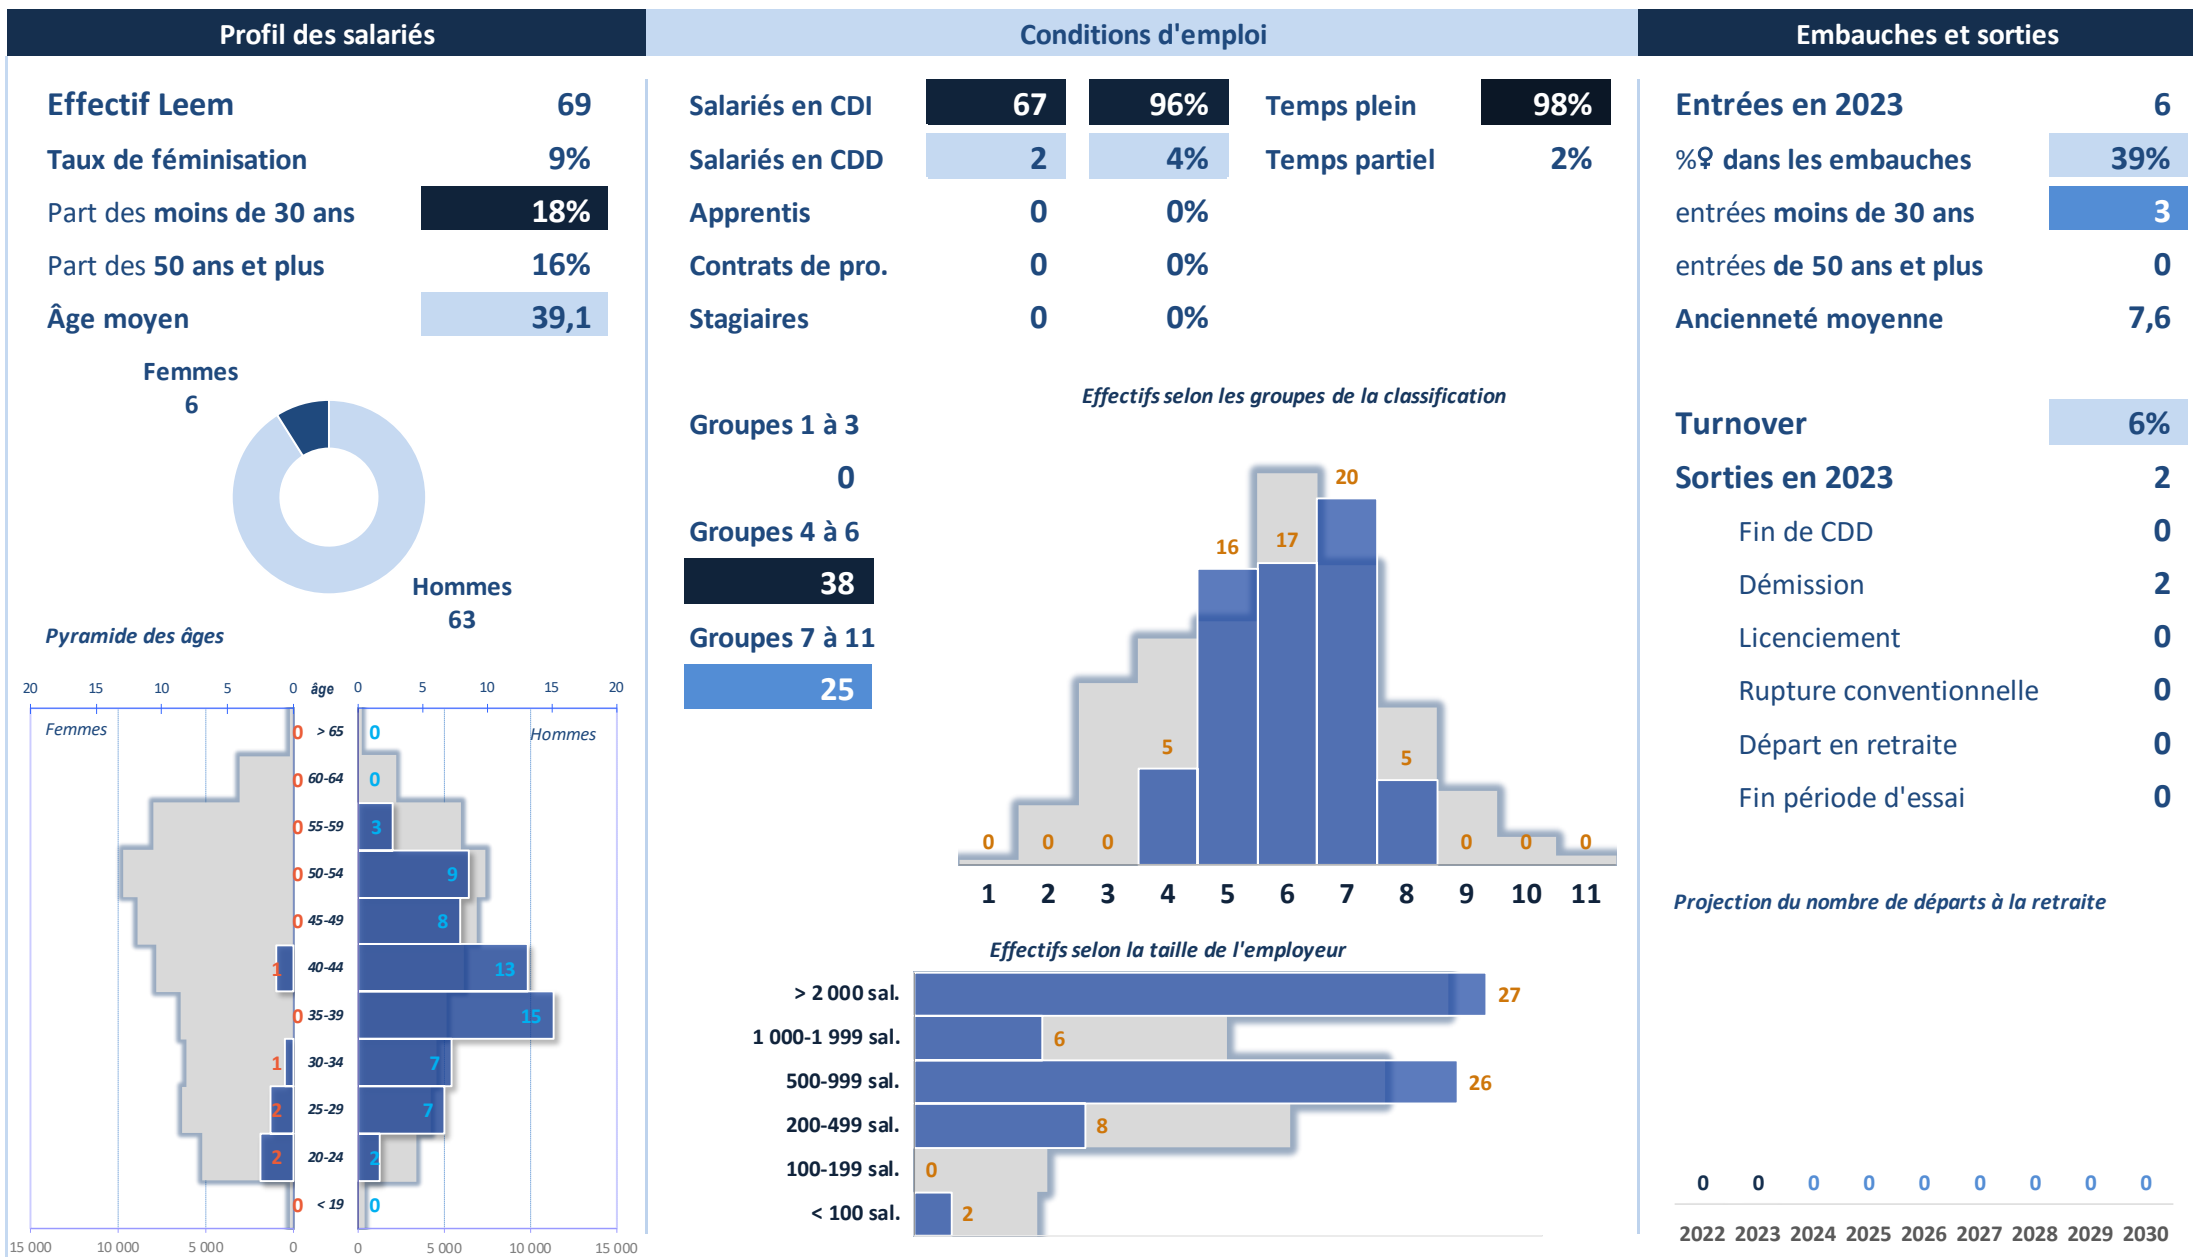 Profil des salariés
Conditions d'emploi
Embauches et sorties
Effectif Leem 69
Taux de féminisation 9%
Part des moins de 30 ans 18%
Part des 50 ans et plus 16%
Âge moyen 39,1
Femmes
6
Hommes
63
Pyramide des âges
20 15 10 5 0 âge 0 5 10 15 20
Femmes
Hommes
0 > 65 0
0 60-64 0
0 55-59 3
0 50-54 9
0 45-49 8
1 40-44 13
0 35-39 15
1 30-34 7
2 25-29 7
2 20-24 2
0 < 19 0
15 000 10 000 5 000 0 0 5 000 10 000 15 000
Salariés en CDI 67 96% Temps plein 98%
Salariés en CDD 2 4% Temps partiel 2%
Apprentis 0 0%
Contrats de pro. 0 0%
Stagiaires 0 0%
Groupes 1 à 3
0
Groupes 4 à 6
38
Groupes 7 à 11
25
Effectifs selon les groupes de la classification
0 0 0 5 16 17 20 5 0 0 0
1 2 3 4 5 6 7 8 9 10 11
Effectifs selon la taille de l'employeur
> 2 000 sal. 27
1 000-1 999 sal. 6
500-999 sal. 26
200-499 sal. 8
100-199 sal. 0
< 100 sal. 2
Entrées en 2023 6
%♀ dans les embauches 39%
entrées moins de 30 ans 3
entrées de 50 ans et plus 0
Ancienneté moyenne 7,6
Turnover 6%
Sorties en 2023 2
Fin de CDD 0
Démission 2
Licenciement 0
Rupture conventionnelle 0
Départ en retraite 0
Fin période d'essai 0
Projection du nombre de départs à la retraite
0 0 0 0 0 0 0 0 0
2022 2023 2024 2025 2026 2027 2028 2029 2030